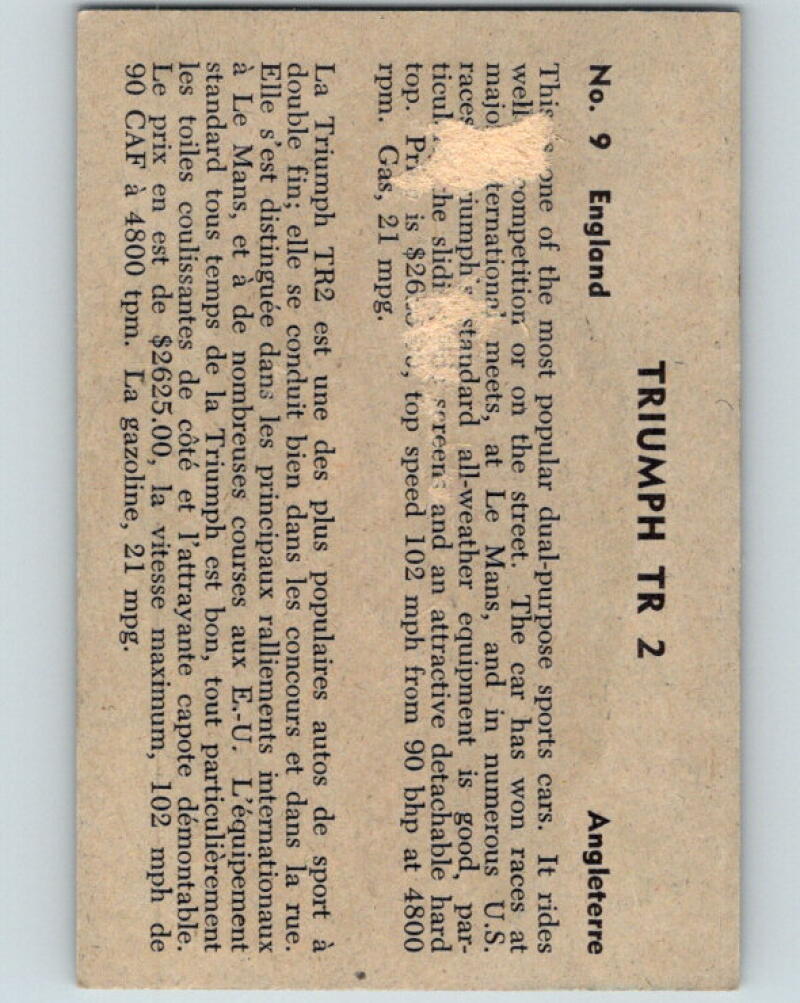 TRIUMPH TR 2
No. 9 England Angleterre
This one of the most popular dual-purpose sports cars. It rides
well competition or on the street. The car has won races at
meets, at Le Mans, and in numerous U.S.
races standard all-weather equipment is good, par-
the screens and an attractive detachable hard
top. is top speed 102 mph from 90 bhp at 4800
rpm. Gas, 21 mpg.
La Triumph TR2 est une des plus populaires autos de sport à
double fin; elle se conduit bien dans les concours et dans la rue.
Elle s'est distinguée dans les principaux ralliements internationaux
à Le Mans, et à de nombreuses courses aux E.-U. L'équipement
standard tous temps de la Triumph est bon, tout particulièrement
les toiles coulissantes de côté et l'attrayante capote démontable.
Le prix en est de $2625.00, la vitesse maximum, 102 mph de
90 CAF à 4800 tpm. La gazoline, 21 mpg.